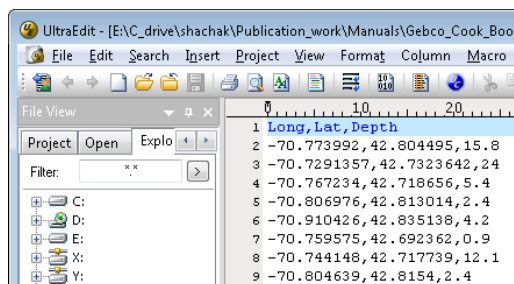 UltraEdit - [E:\C_drive\shachak\Publication_work\Manuals\Gebco_Cook_Boo
File Edit Search Insert Project View Format Column Macro
File View
Project Open Explo
Filter: *.*
C:
D:
E:
X:
Y:
0 10 20
1 Long,Lat,Depth
2 -70.773992,42.804495,15.8
3 -70.7291357,42.7323642,24
4 -70.767234,42.718656,5.4
5 -70.806976,42.813014,2.4
6 -70.910426,42.835138,4.2
7 -70.759575,42.692362,0.9
8 -70.744148,42.717739,12.1
9 -70.804639,42.8154,2.4